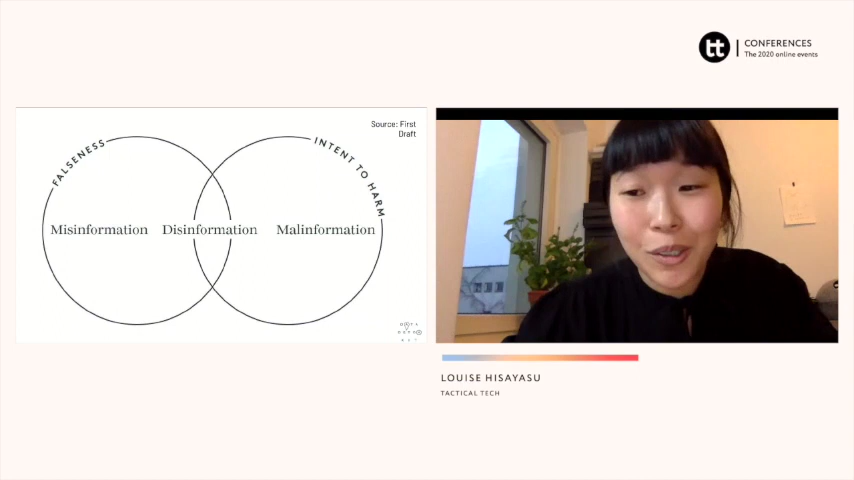 tt
CONFERENCES
The 2020 online events
Source: First
Draft
FALSENESS
INTENT TO HARM
Misinformation
Disinformation
Malinformation
LOUISE HISAYASU
TACTICAL TECH